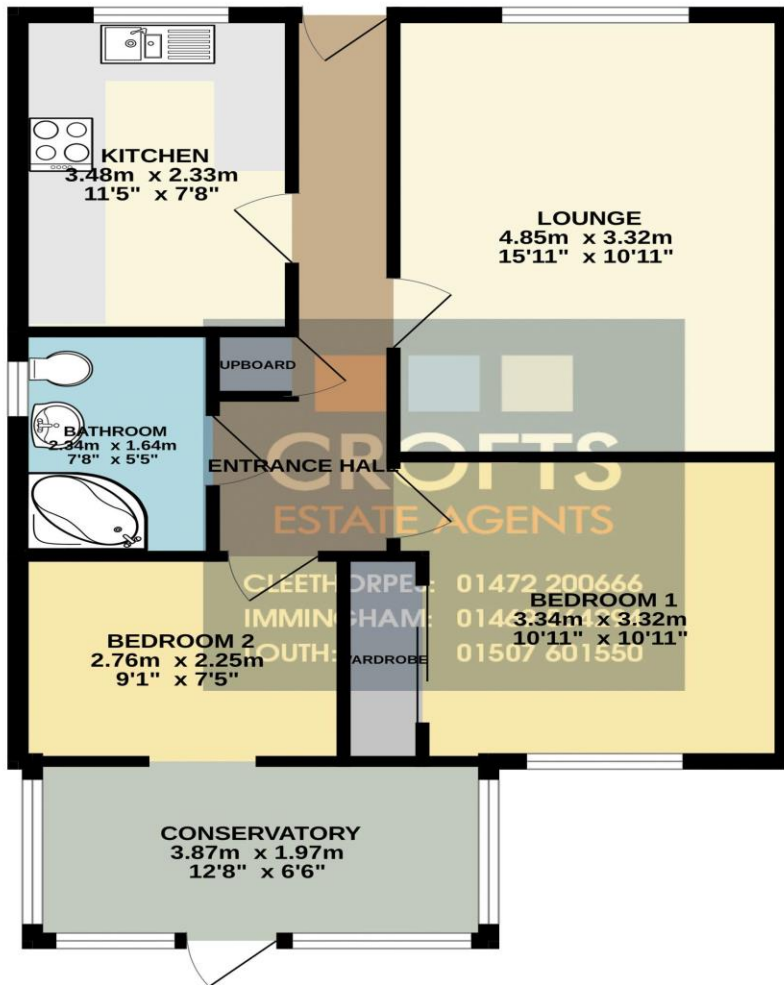 KITCHEN
3.48m x 2.33m
11'5" x 7'8"
LOUNGE
4.85m x 3.32m
15'11" x 10'11"
UPBOARD
BATHROOM
2.34m x 1.64m
7'8" x 5'5"
ENTRANCE HALL
CROFTS
ESTATE AGENTS
CLEETHORPES: 01472 200666
IMMINGHAM:
LOUTH: 01507 601550
BEDROOM 1
3.34m x 3.32m
10'11" x 10'11"
BEDROOM 2
2.76m x 2.25m
9'1" x 7'5"
WARDROBE
CONSERVATORY
3.87m x 1.97m
12'8" x 6'6"